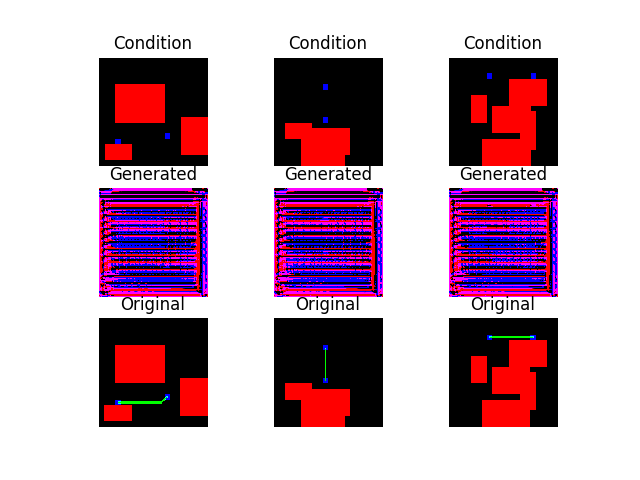 Condition Condition Condition
Generated Generated Generated
Original Original Original